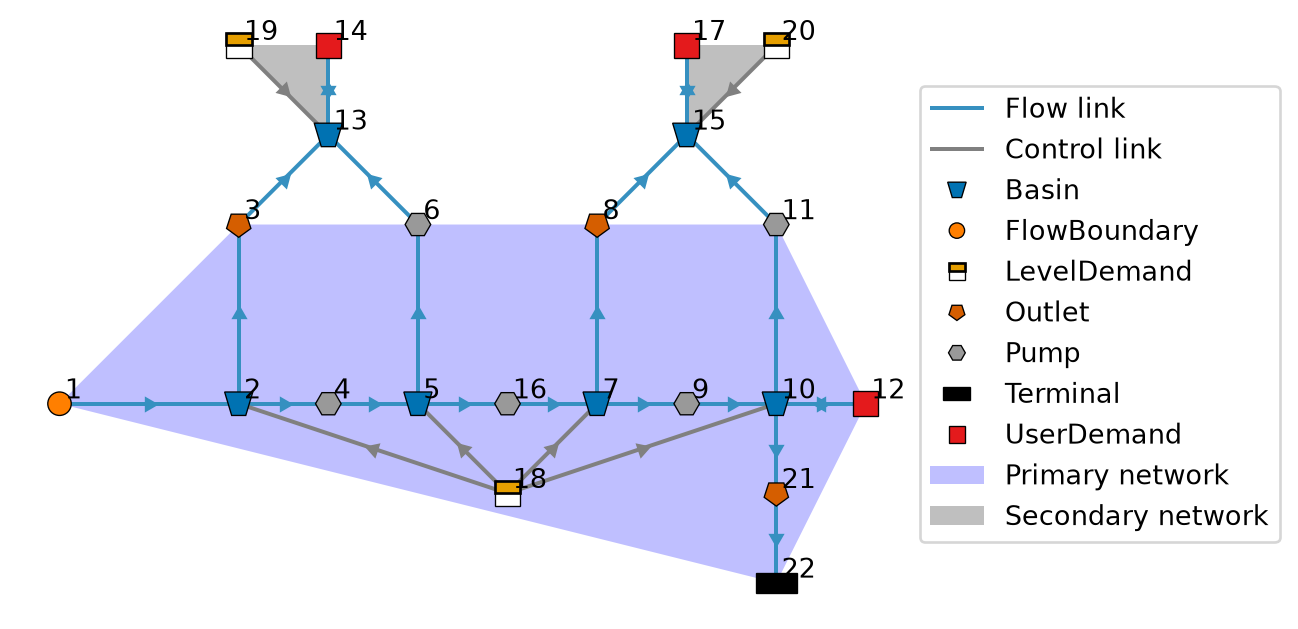 19
14
17
20
13
15
3
6
8
11
1
2
4
5
16
7
9
10
12
18
21
22
Flow link
Control link
Basin
FlowBoundary
LevelDemand
Outlet
Pump
Terminal
UserDemand
Primary network
Secondary network